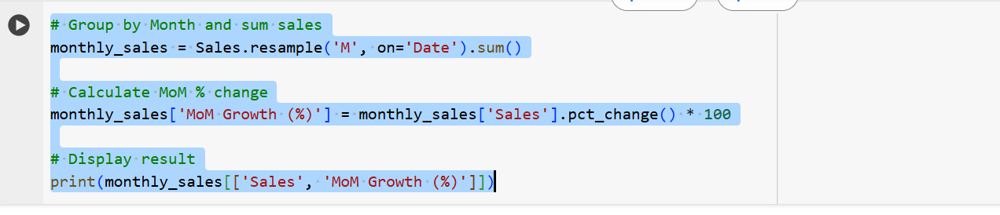 # Group by Month and sum sales
monthly_sales = Sales.resample('M', on='Date').sum()
# Calculate MoM % change
monthly_sales['MoM Growth (%)'] = monthly_sales['Sales'].pct_change() * 100
# Display result
print(monthly_sales[['Sales', 'MoM Growth (%)']])